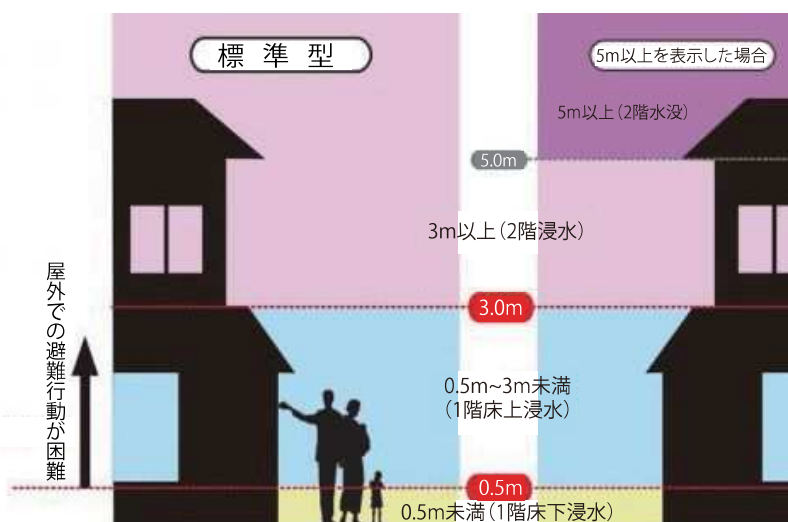 標準型
5m以上を表示した場合
5m以上(2階水没)
5.0m
3m以上(2階浸水)
3.0m
屋外での避難行動が困難
0.5m~3m未満
(1階床上浸水)
0.5m
0.5m未満(1階床下浸水)